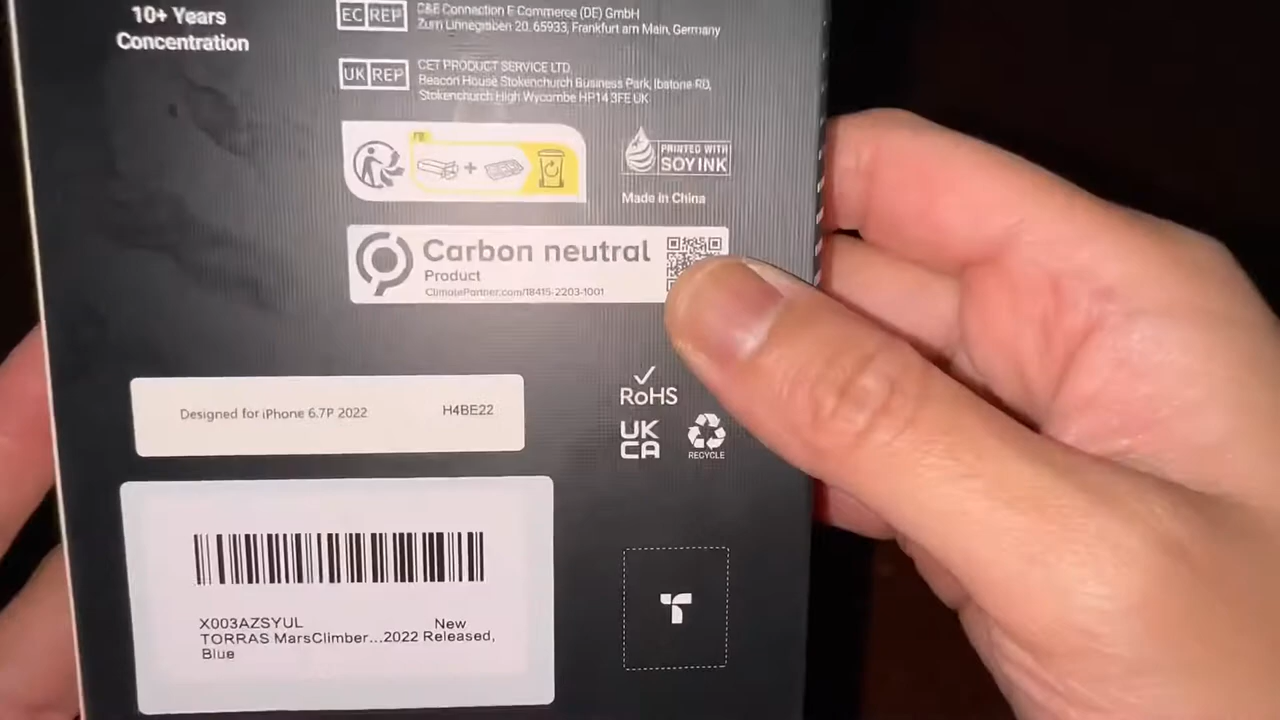 10+ Years
Concentration
EC REP
C&E Connection E-Commerce (DE) GmbH
Zum Linnegraben 20, 65933, Frankfurt am Main, Germany
UK REP
CET PRODUCT SERVICE LTD.
Beacon House Stokenchurch Business Park, Ibstone RD,
Stokenchurch High Wycombe HP14 3FE UK
PRINTED WITH
SOY INK
Made in China
Carbon neutral
Product
ClimatePartner.com/18415-2203-1001
Designed for iPhone 6.7P 2022
H4BE22
RoHS
UK
CA
RECYCLE
X003AZSYUL New
TORRAS MarsClimber...2022 Released,
Blue